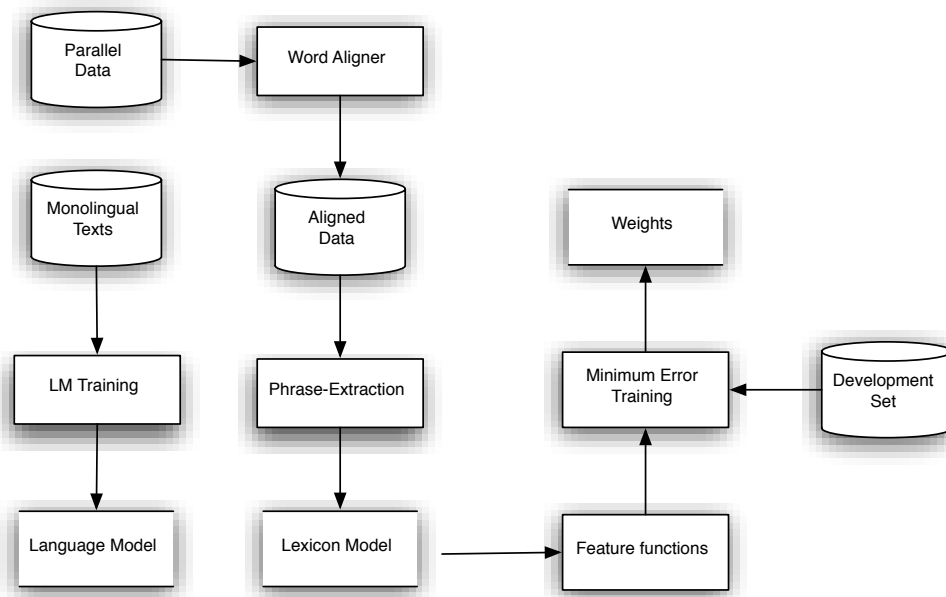 Parallel
Data
Word Aligner
Monolingual
Texts
Aligned
Data
Weights
LM Training
Phrase-Extraction
Minimum Error
Training
Development
Set
Language Model
Lexicon Model
Feature functions